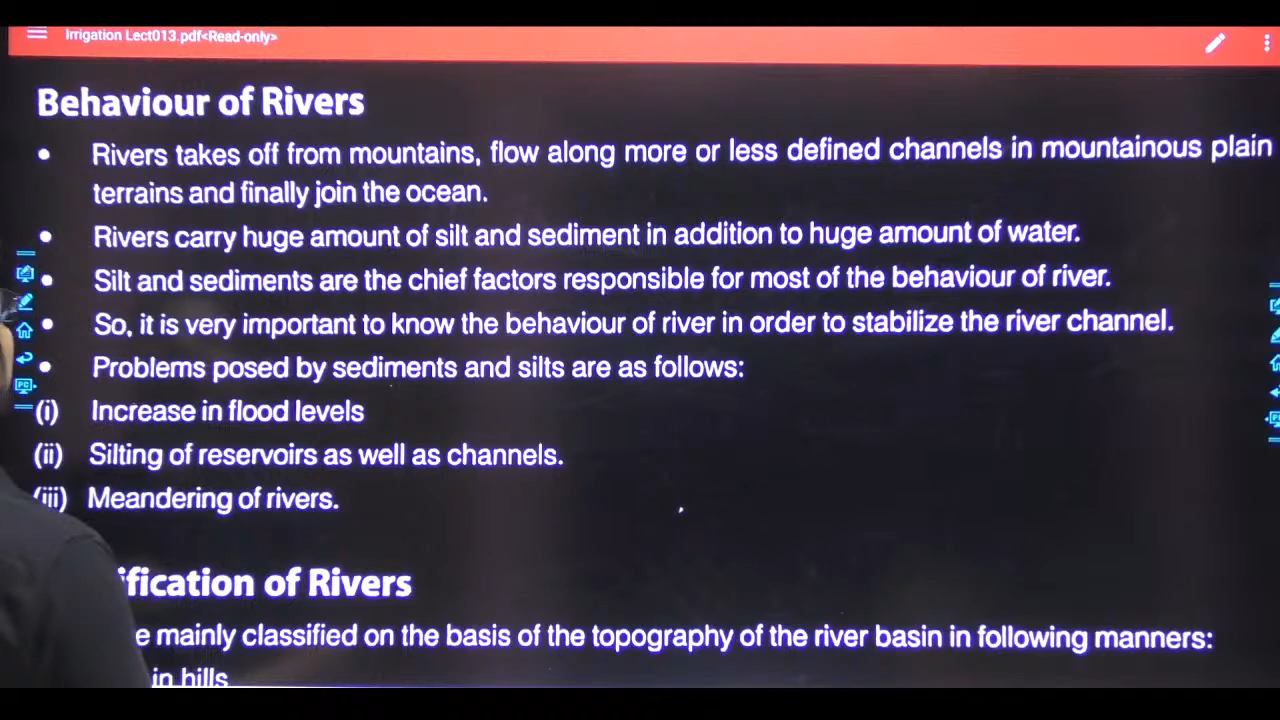 Irrigation Lect013.pdf<Read-only>
Behaviour of Rivers
• Rivers takes off from mountains, flow along more or less defined channels in mountainous plain
terrains and finally join the ocean.
• Rivers carry huge amount of silt and sediment in addition to huge amount of water.
• Silt and sediments are the chief factors responsible for most of the behaviour of river.
• So, it is very important to know the behaviour of river in order to stabilize the river channel.
• Problems posed by sediments and silts are as follows:
(i) Increase in flood levels
(ii) Silting of reservoirs as well as channels.
(iii) Meandering of rivers.
ification of Rivers
e mainly classified on the basis of the topography of the river basin in following manners:
in hills
PC